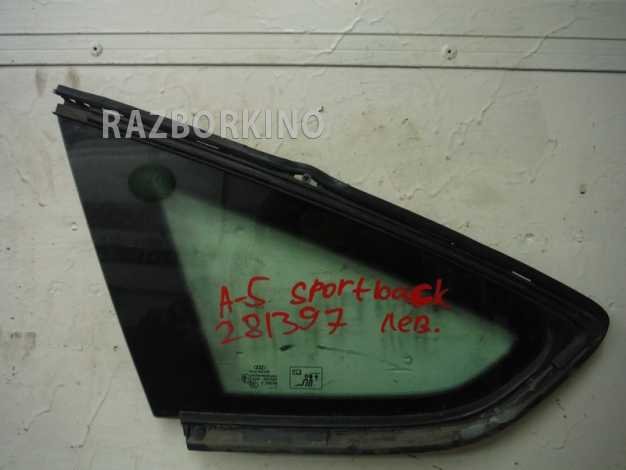 RAZBORKINO
A-5 sportback
281397 лев.